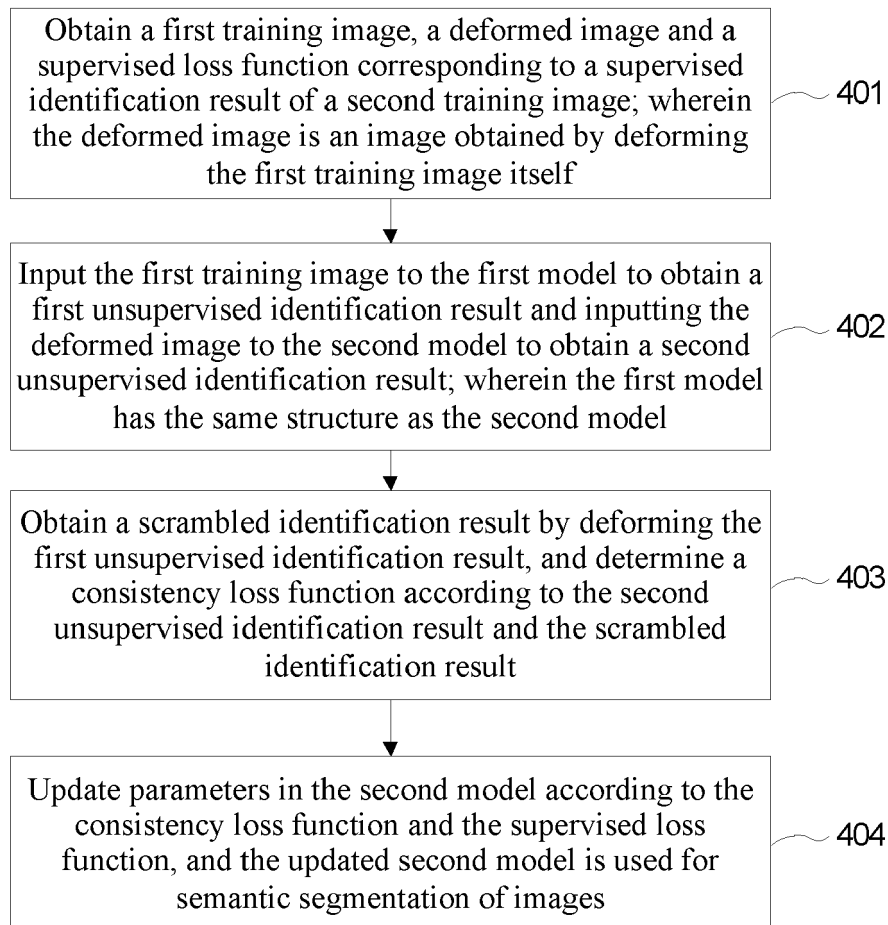 Obtain a first training image, a deformed image and a
supervised loss function corresponding to a supervised
identification result of a second training image; wherein
the deformed image is an image obtained by deforming
the first training image itself
401
Input the first training image to the first model to obtain a
first unsupervised identification result and inputting the
deformed image to the second model to obtain a second
unsupervised identification result; wherein the first model
has the same structure as the second model
402
Obtain a scrambled identification result by deforming the
first unsupervised identification result, and determine a
consistency loss function according to the second
unsupervised identification result and the scrambled
identification result
403
Update parameters in the second model according to the
consistency loss function and the supervised loss
function, and the updated second model is used for
semantic segmentation of images
404